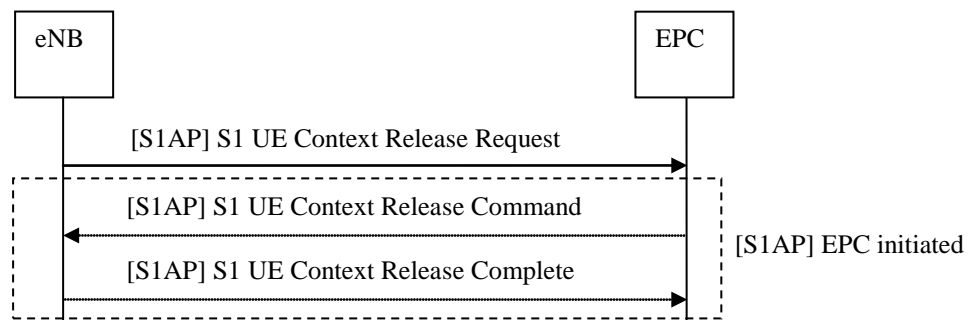 eNB
EPC
[S1AP] S1 UE Context Release Request
[S1AP] S1 UE Context Release Command
[S1AP] EPC initiated
[S1AP] S1 UE Context Release Complete